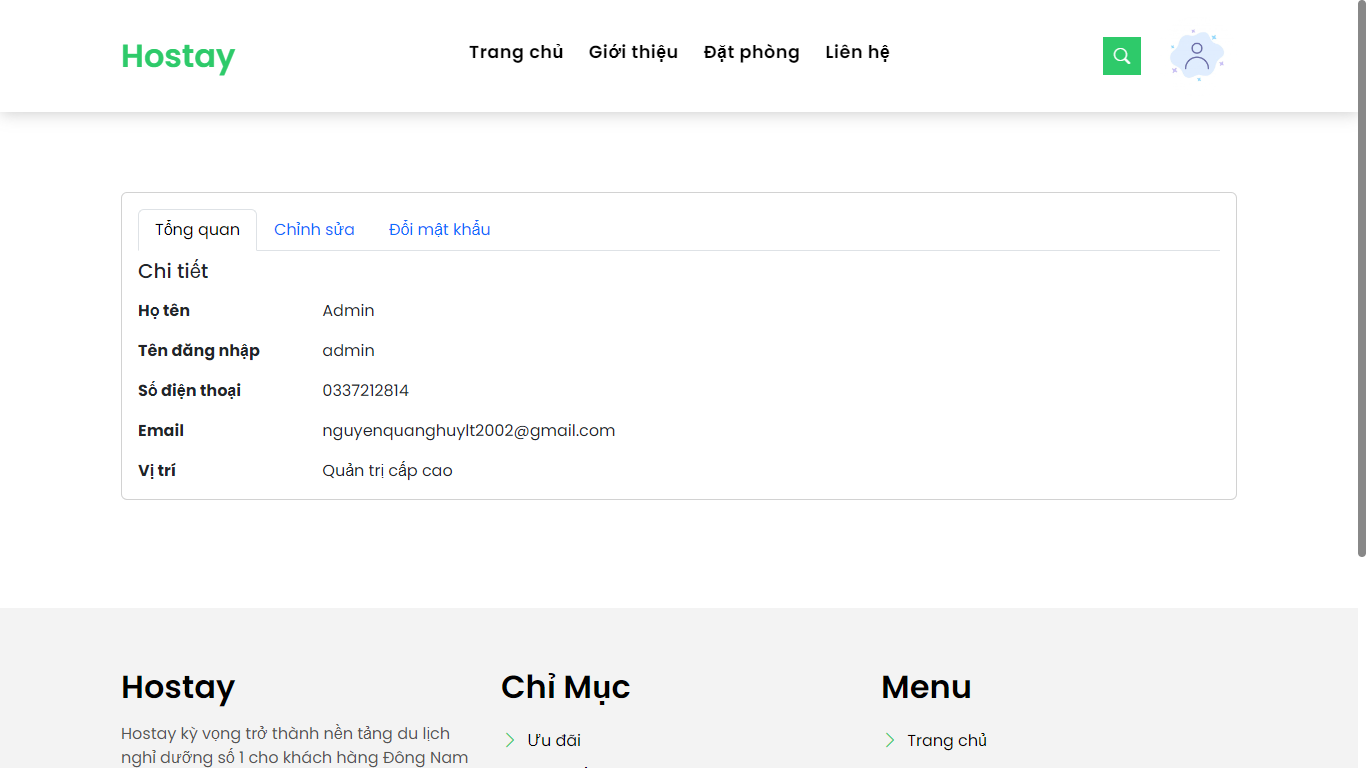 Hostay
Trang chủ Giới thiệu Đặt phòng Liên hệ
Tổng quan Chỉnh sửa Đổi mật khẩu
Chi tiết
Họ tên Admin
Tên đăng nhập admin
Số điện thoại 0337212814
Email nguyenquanghuylt2002@gmail.com
Vị trí Quản trị cấp cao
Hostay
Hostay kỳ vọng trở thành nền tảng du lịch
nghỉ dưỡng số 1 cho khách hàng Đông Nam
Chỉ Mục
Ưu đãi
Menu
Trang chủ